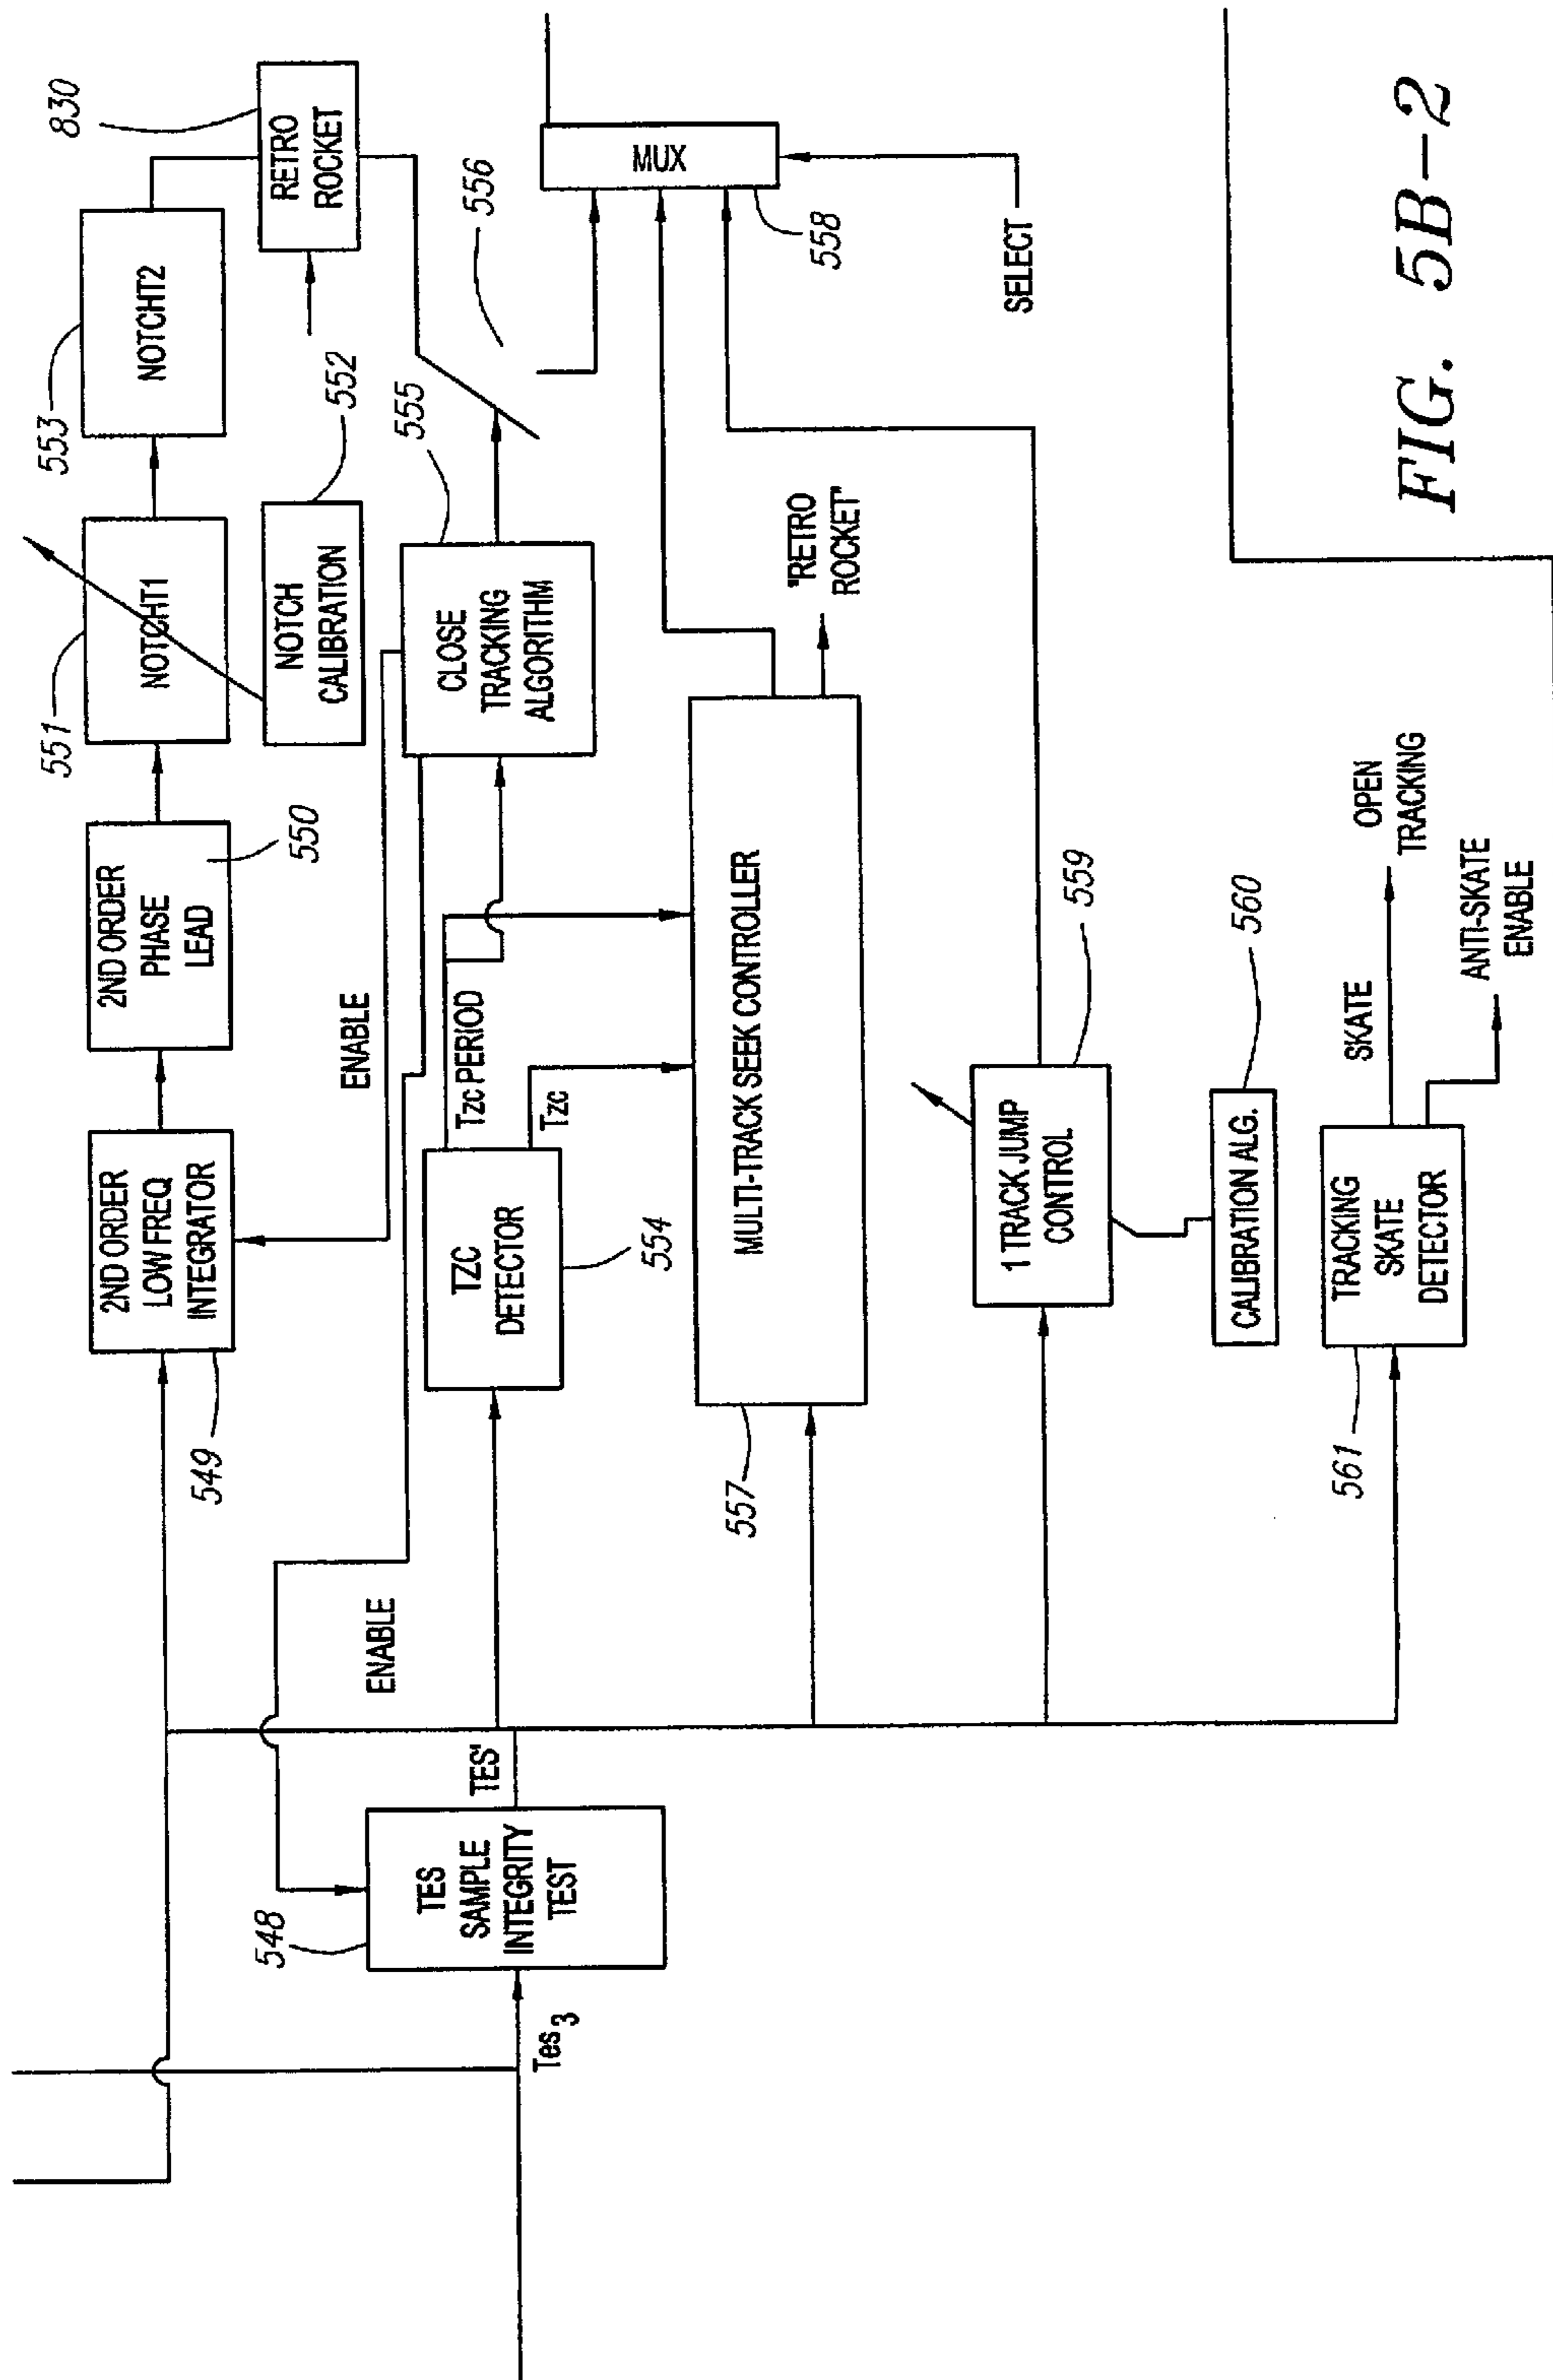 553
NOTCHT2
830
RETRO
ROCKET
551
NOTCHT1
552
NOTCH
CALIBRATION
550
2ND ORDER
PHASE
LEAD
549
2ND ORDER
LOW FREQ
INTEGRATOR
ENABLE
ENABLE
555
CLOSE
TRACKING
ALGORITHM
556
MUX
558
SELECT
548
TES
SAMPLE
INTEGRITY
TEST
Tes3
TES'
TZC
DETECTOR
554
Tzc PERIOD
Tzc
557
MULTI-TRACK SEEK CONTROLLER
"RETRO
ROCKET"
1 TRACK JUMP
CONTROL
559
CALIBRATION ALG.
560
561
TRACKING
SKATE
DETECTOR
SKATE
OPEN
TRACKING
ANTI-SKATE
ENABLE
FIG. 5B-2